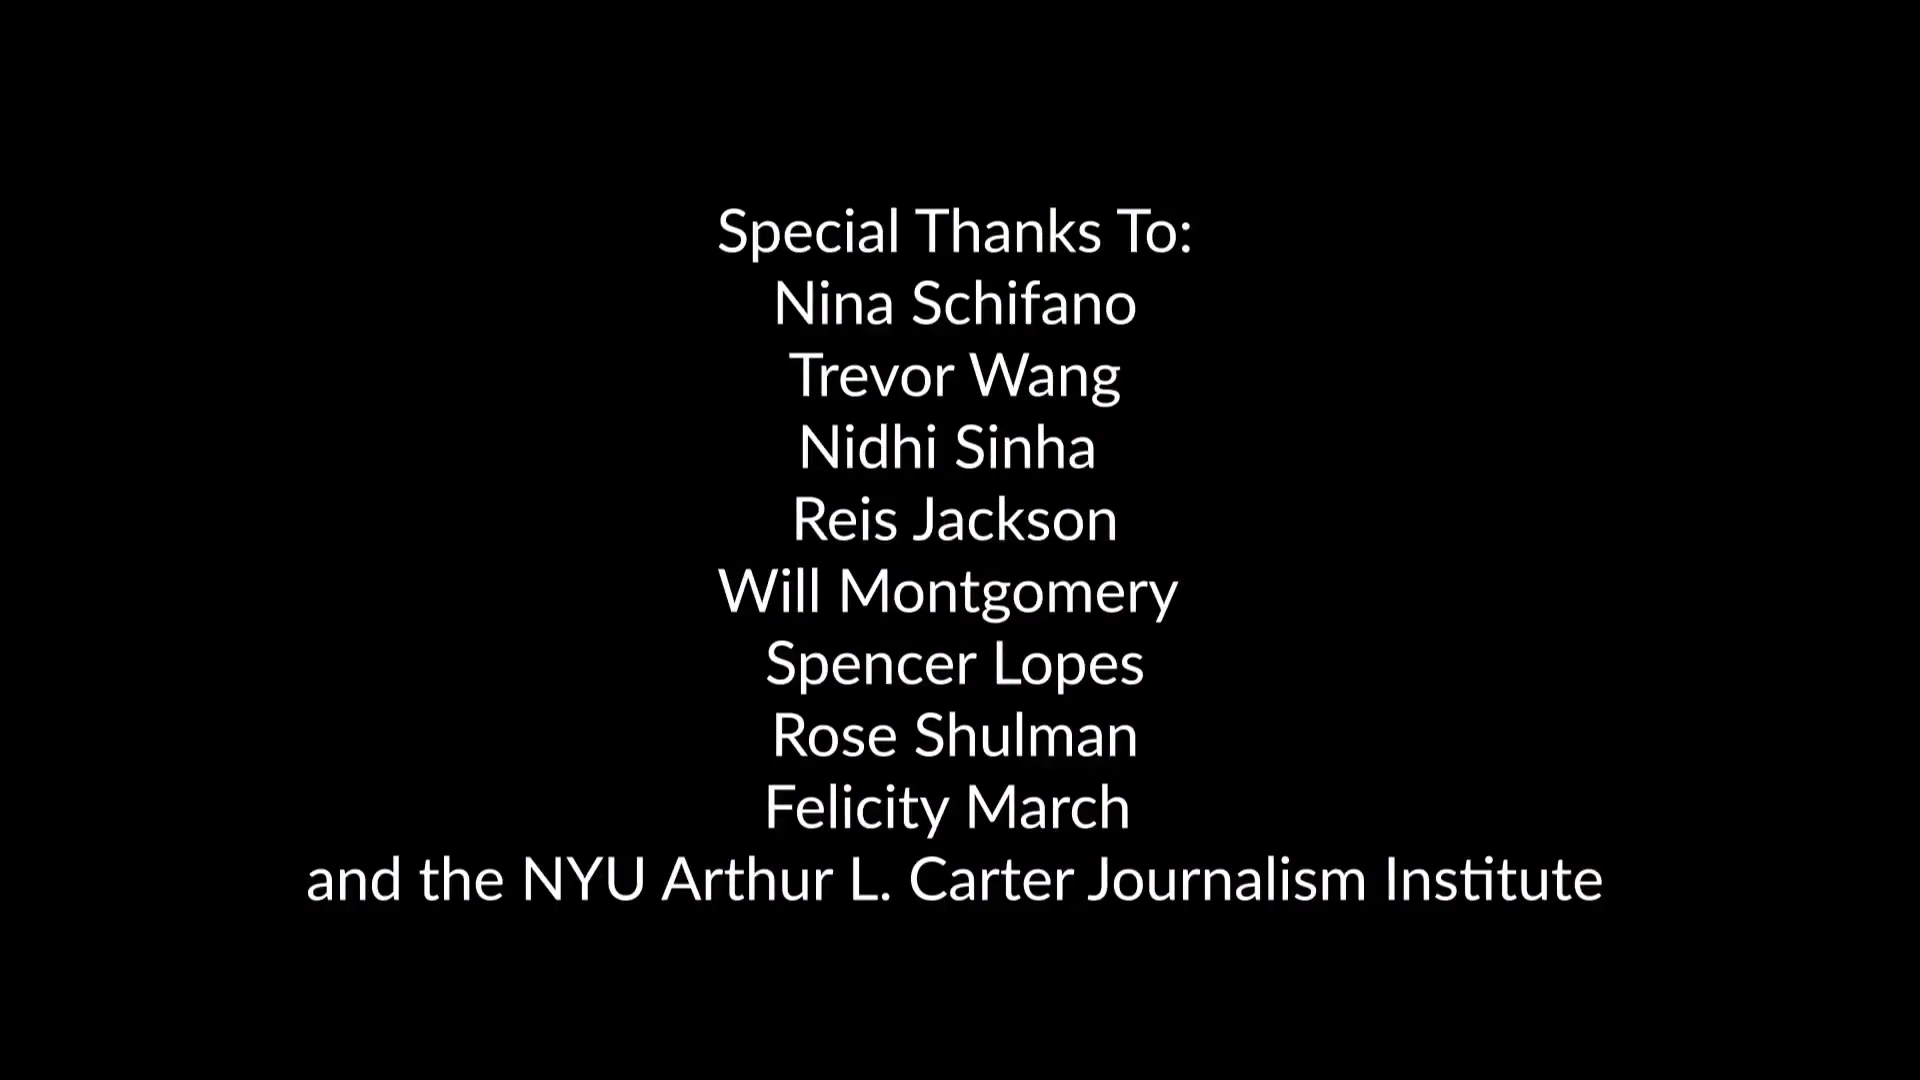 Special Thanks To:
Nina Schifano
Trevor Wang
Nidhi Sinha
Reis Jackson
Will Montgomery
Spencer Lopes
Rose Shulman
Felicity March
and the NYU Arthur L. Carter Journalism Institute